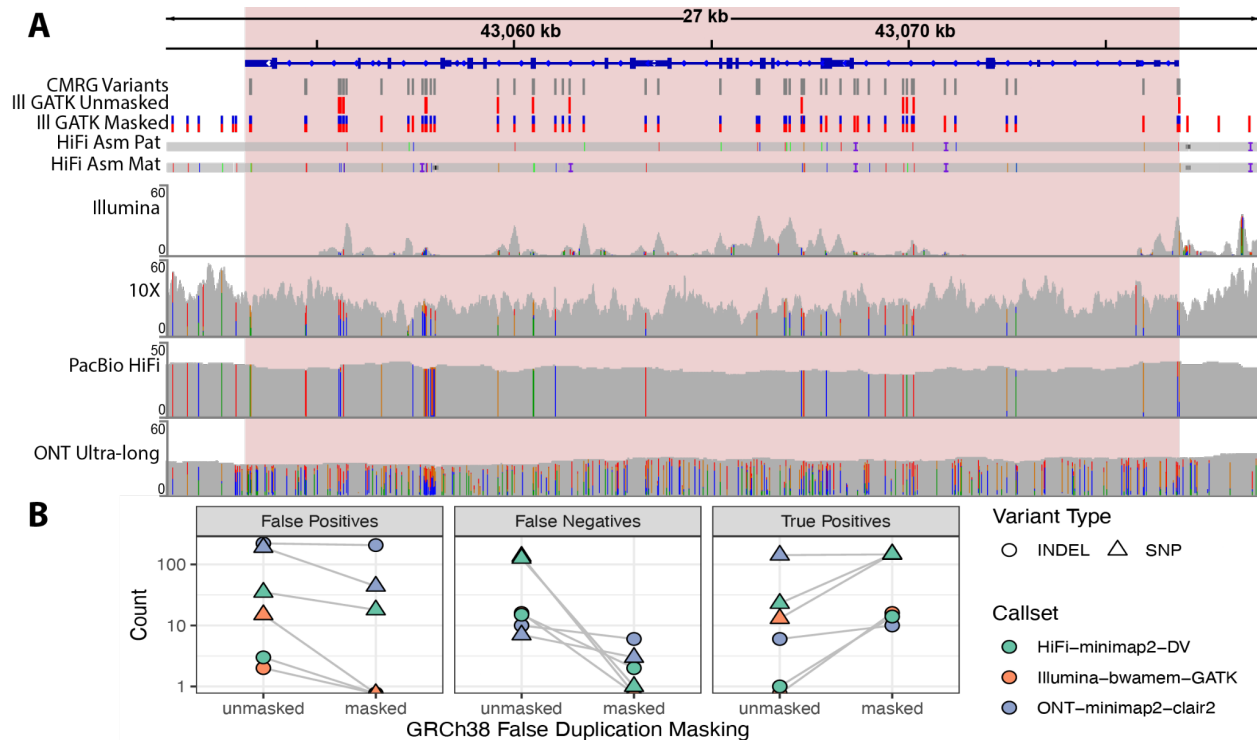 A
27 kb
43,060 kb
43,070 kb
CMRG Variants
Ill GATK Unmasked
Ill GATK Masked
HiFi Asm Pat
HiFi Asm Mat
60
Illumina
0
60
10X
0
50
PacBio HiFi
0
60
ONT Ultra-long
0
B
False Positives
False Negatives
True Positives
Count
100
10
1
unmasked
masked
unmasked
masked
unmasked
masked
GRCh38 False Duplication Masking
Variant Type
INDEL
SNP
Callset
HiFi−minimap2−DV
Illumina−bwamem−GATK
ONT−minimap2−clair2